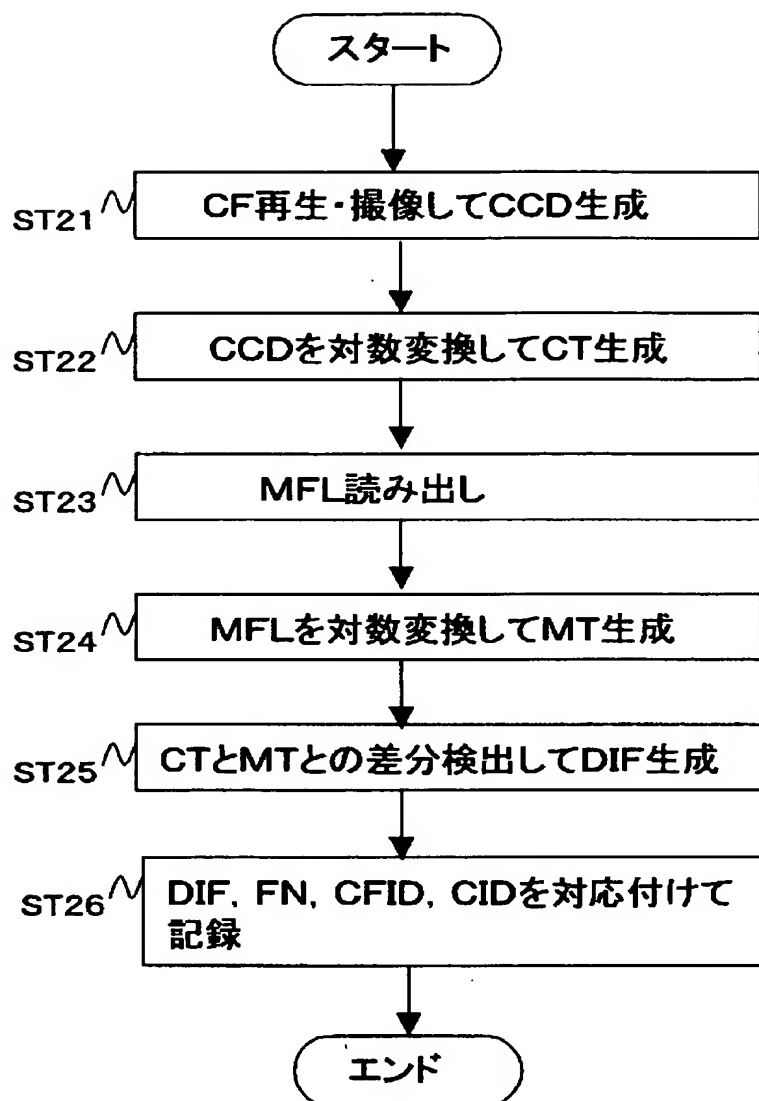 スタート
ST21
CF再生・撮像してCCD生成
ST22
CCDを対数変換してCT生成
ST23
MFL読み出し
ST24
MFLを対数変換してMT生成
ST25
CTとMTとの差分検出してDIF生成
ST26
DIF, FN, CFID, CIDを対応付けて
記録
エンド